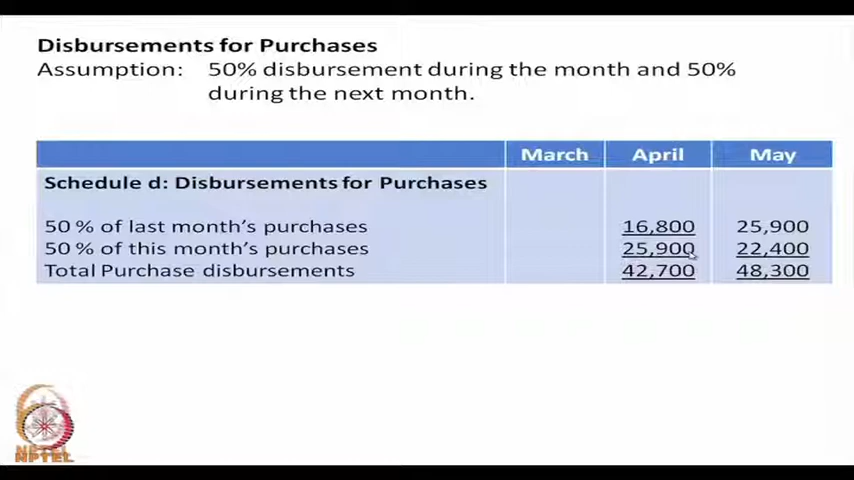 Disbursements for Purchases
Assumption: 50% disbursement during the month and 50%
during the next month.
March April May
Schedule d: Disbursements for Purchases
50 % of last month's purchases 16,800 25,900
50 % of this month's purchases 25,900 22,400
Total Purchase disbursements 42,700 48,300
NPTEL